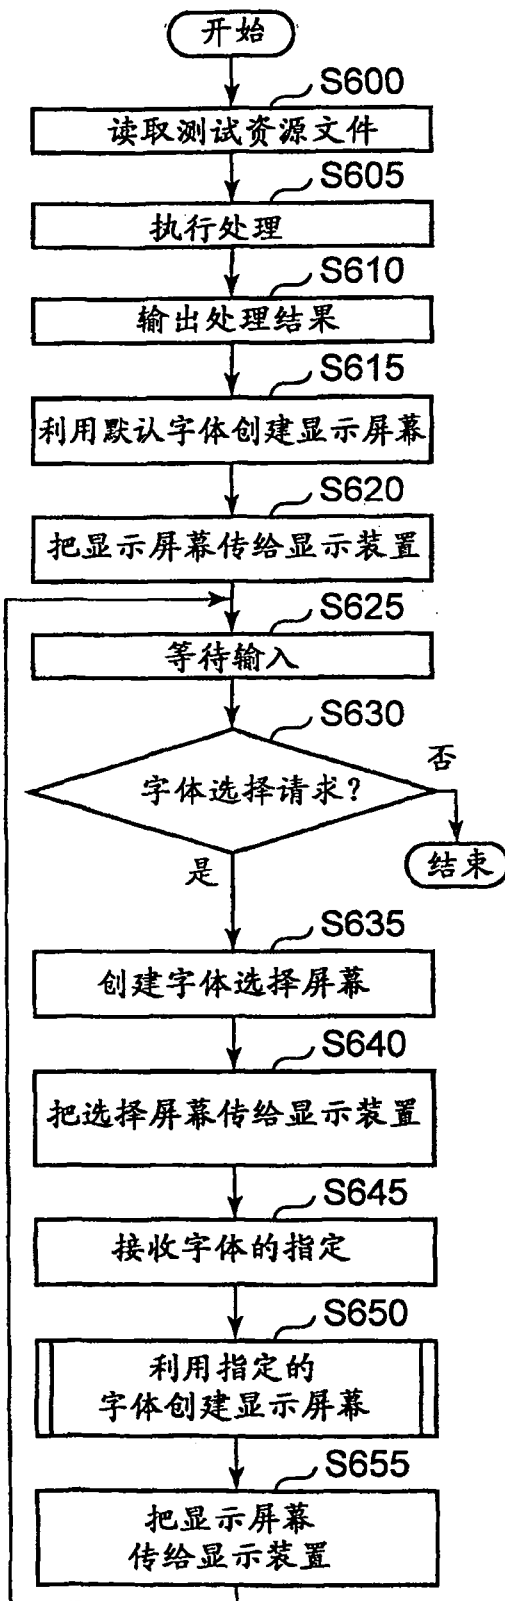 开始
S600
读取测试资源文件
S605
执行处理
S610
输出处理结果
S615
利用默认字体创建显示屏幕
S620
把显示屏幕传给显示装置
S625
等待输入
S630
字体选择请求?
否
结束
是
S635
创建字体选择屏幕
S640
把选择屏幕传给显示装置
S645
接收字体的指定
S650
利用指定的
字体创建显示屏幕
S655
把显示屏幕
传给显示装置